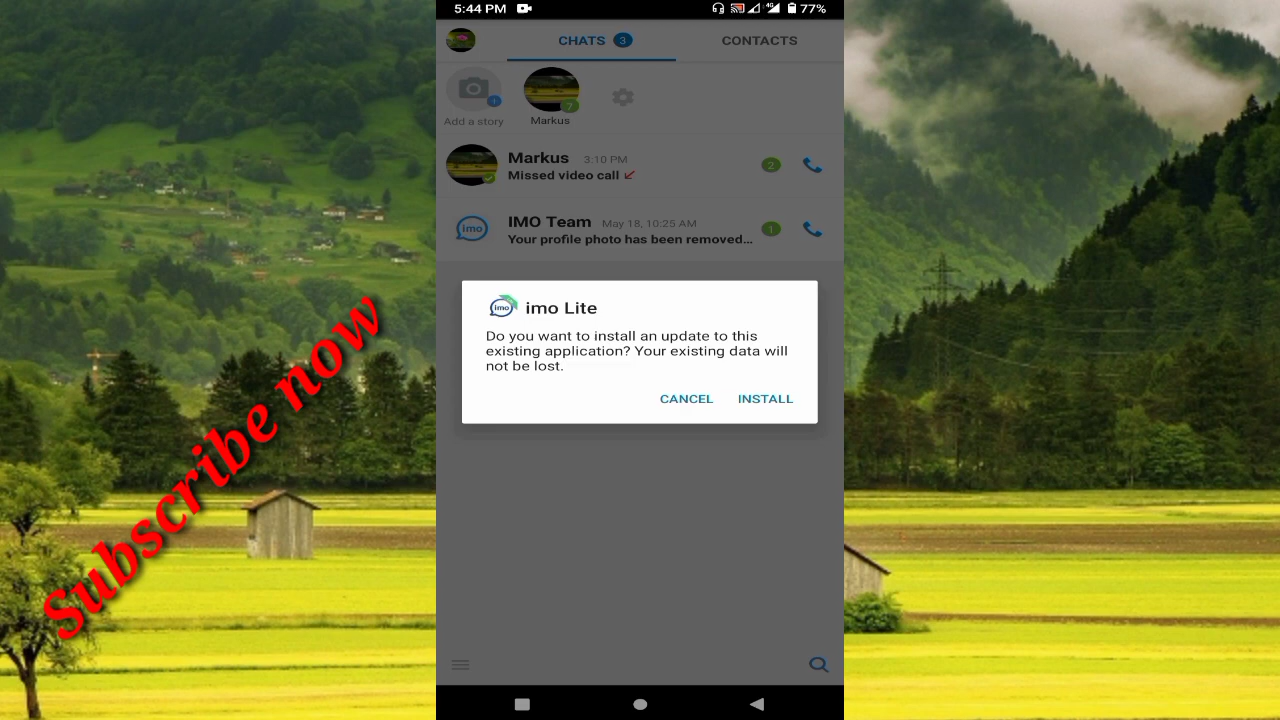 5:44 PM
4G
77%
CHATS 3
CONTACTS
Add a story
7
Markus
Markus 3:10 PM
Missed video call
2
imo
IMO Team May 18, 10:25 AM
Your profile photo has been removed...
1
imo
imo Lite
Do you want to install an update to this
existing application? Your existing data will
not be lost.
CANCEL
INSTALL
Subscribe now